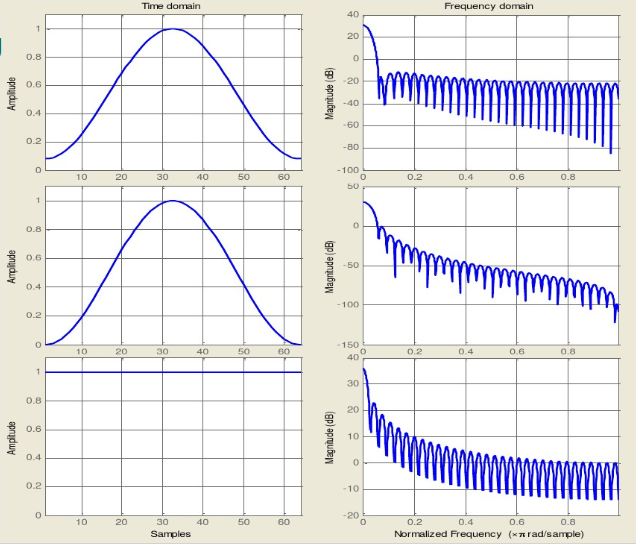 Time domain
Frequency domain
Amplitude
1
0.8
0.6
0.4
0.2
0
10 20 30 40 50 60
Magnitude (dB)
40
20
0
-20
-40
-60
-80
-100
0 0.2 0.4 0.6 0.8
Amplitude
1
0.8
0.6
0.4
0.2
0
10 20 30 40 50 60
Magnitude (dB)
50
0
-50
-100
-150
0 0.2 0.4 0.6 0.8
Amplitude
1
0.8
0.6
0.4
0.2
0
10 20 30 40 50 60
Samples
Magnitude (dB)
40
30
20
10
0
-10
-20
0 0.2 0.4 0.6 0.8
Normalized Frequency (×π rad/sample)